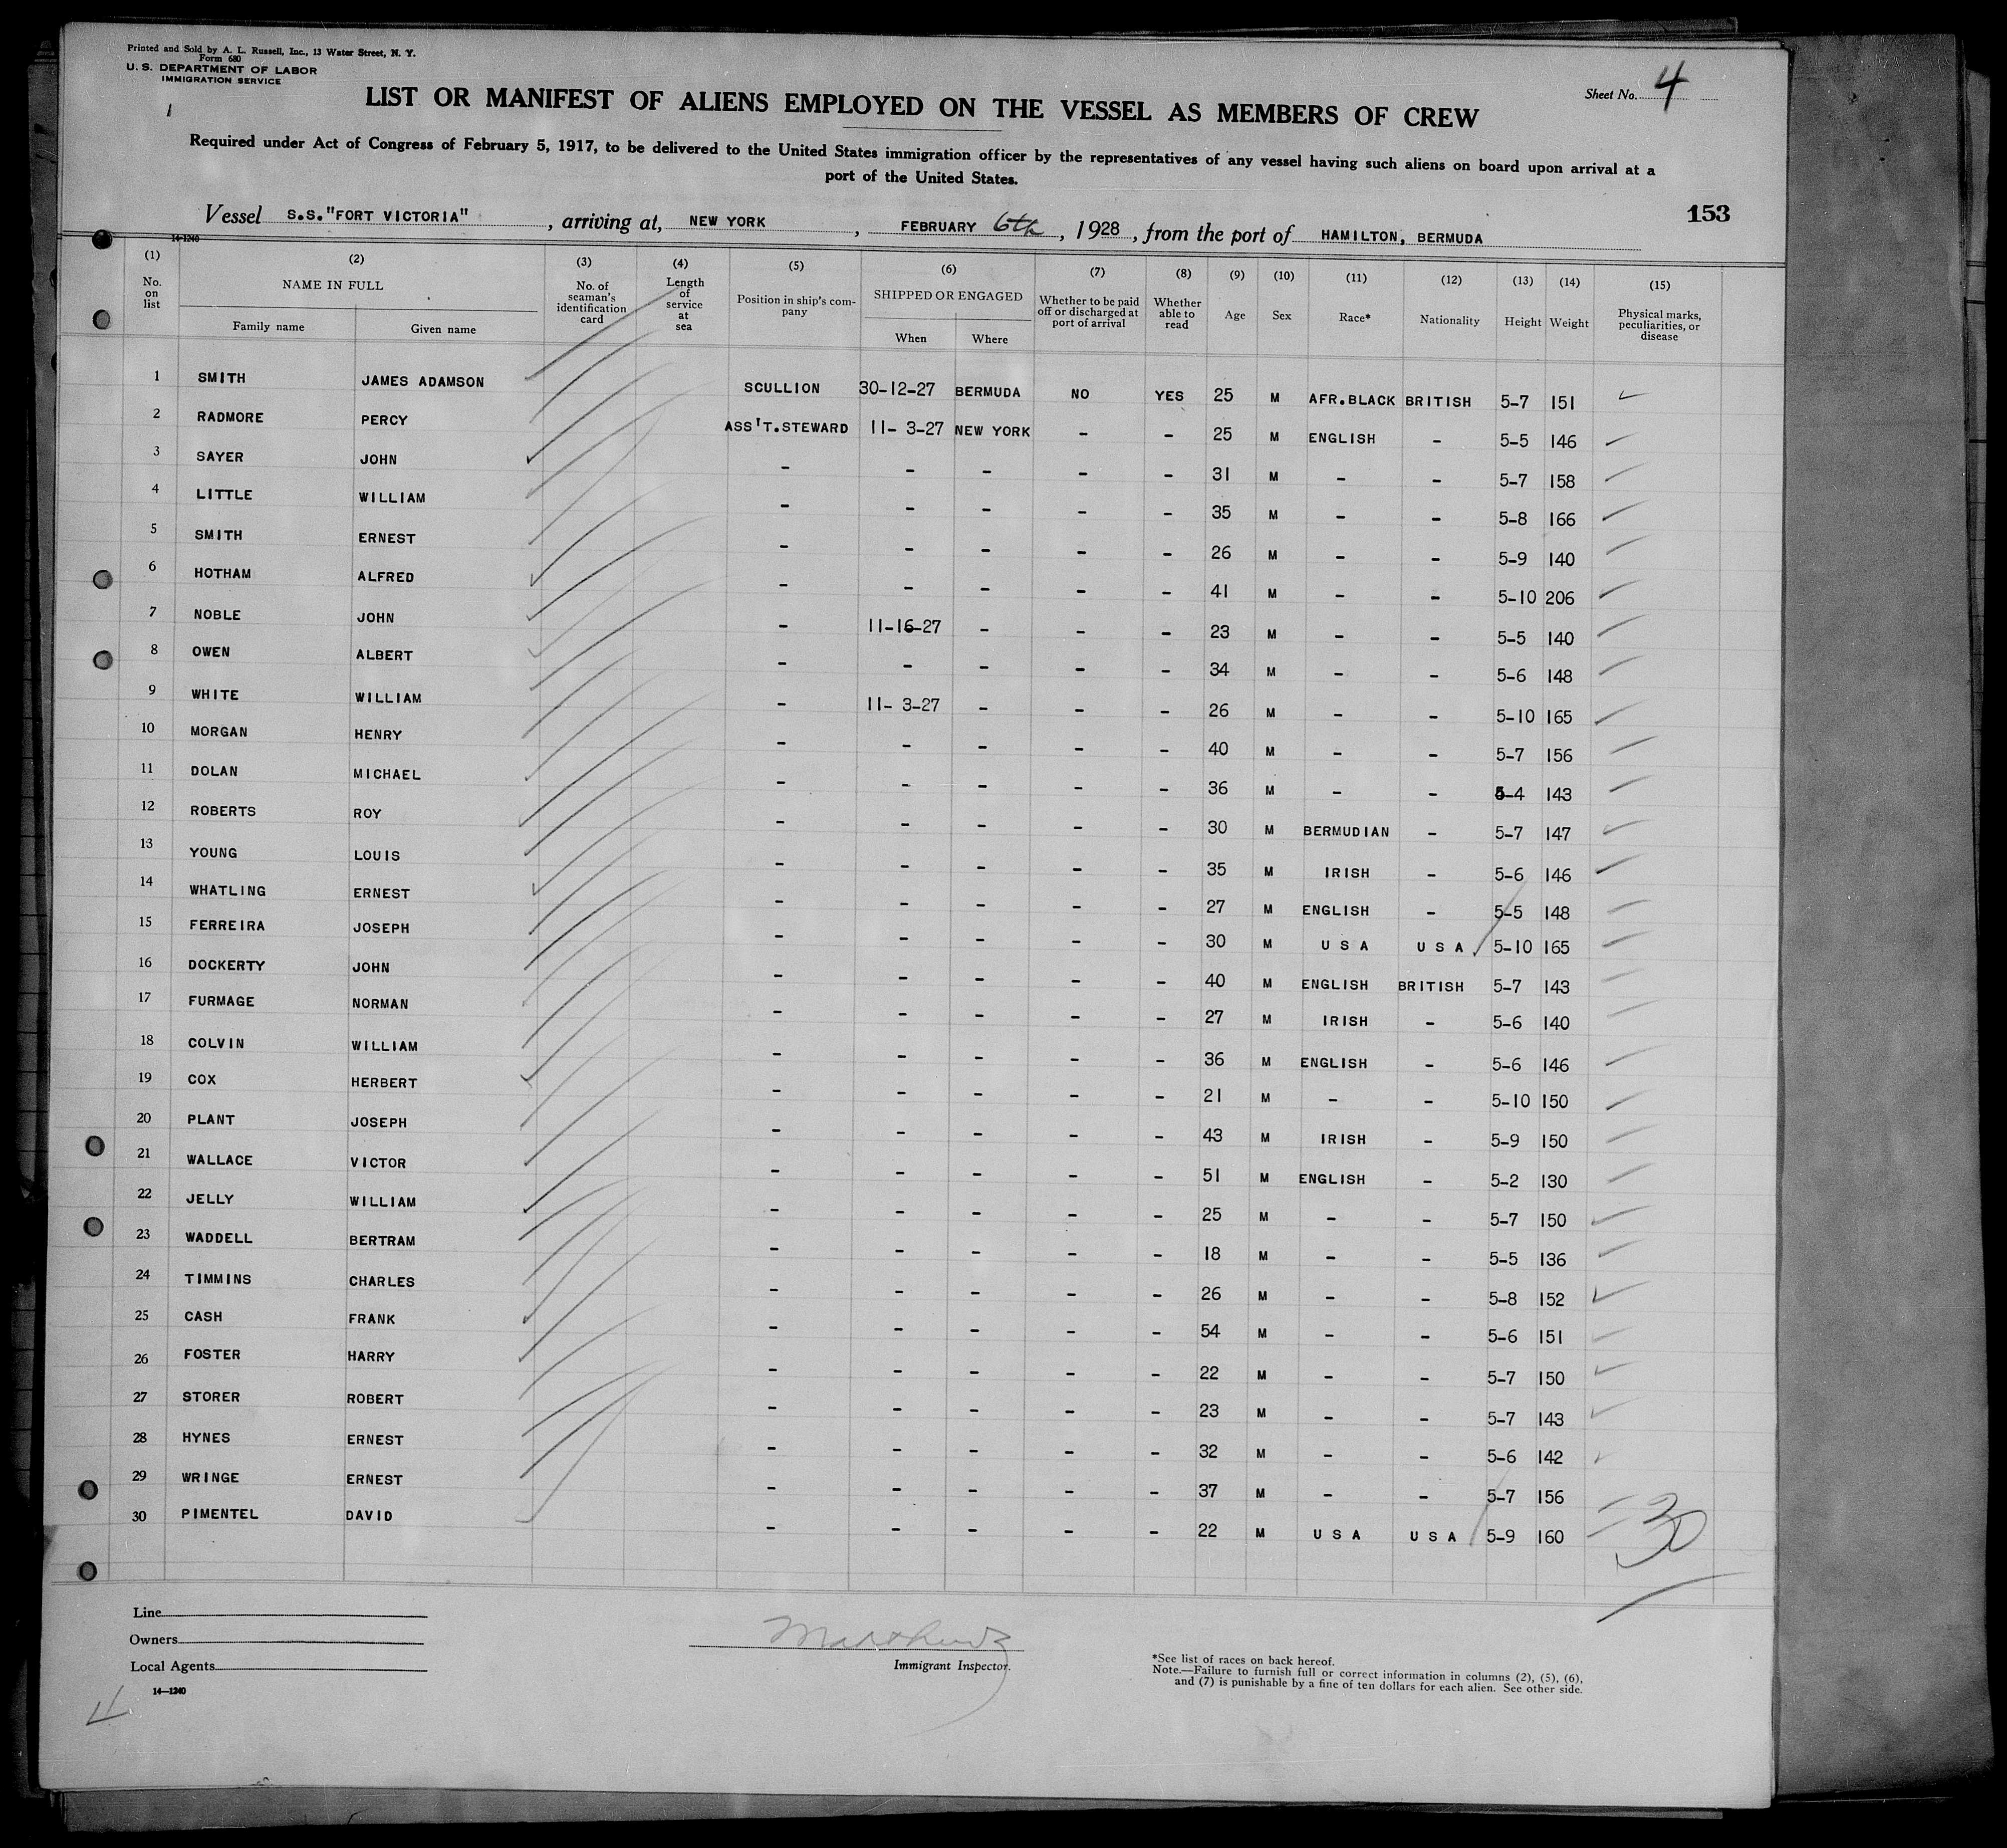 Printed and Sold by A. L. Russell, Inc., 13 Water Street, N. Y.
Form 680
U. S. DEPARTMENT OF LABOR
IMMIGRATION SERVICE
Sheet No. 4
LIST OR MANIFEST OF ALIENS EMPLOYED ON THE VESSEL AS MEMBERS OF CREW
Required under Act of Congress of February 5, 1917, to be delivered to the United States immigration officer by the representatives of any vessel having such aliens on board upon arrival at a
port of the United States.
153
Vessel S.S."FORT VICTORIA", arriving at, NEW YORK, FEBRUARY 6th, 1928, from the port of HAMILTON, BERMUDA
14-1240
(1) (2) (3) (4) (5) (6) (7) (8) (9) (10) (11) (12) (13) (14) (15)
No. on list NAME IN FULL Family name Given name No. of seaman's identification card Length of service at sea Position in ship's company SHIPPED OR ENGAGED When Where Whether to be paid off or discharged at port of arrival Whether able to read Age Sex Race* Nationality Height Weight Physical marks, peculiarities, or disease
1 SMITH JAMES ADAMSON SCULLION 30-12-27 BERMUDA NO YES 25 M AFR.BLACK BRITISH 5-7 151
2 RADMORE PERCY ASS'T.STEWARD 11- 3-27 NEW YORK - - 25 M ENGLISH - 5-5 146
3 SAYER JOHN - - - - - 31 M - - 5-7 158
4 LITTLE WILLIAM - - - - - 35 M - - 5-8 166
5 SMITH ERNEST - - - - - 26 M - - 5-9 140
6 HOTHAM ALFRED - - - - - 41 M - - 5-10 206
7 NOBLE JOHN - 11-16-27 - - - 23 M - - 5-5 140
8 OWEN ALBERT - - - - - 34 M - - 5-6 148
9 WHITE WILLIAM - 11- 3-27 - - - 26 M - - 5-10 165
10 MORGAN HENRY - - - - - 40 M - - 5-7 156
11 DOLAN MICHAEL - - - - - 36 M - - 5-4 143
12 ROBERTS ROY - - - - - 30 M BERMUDIAN - 5-7 147
13 YOUNG LOUIS - - - - - 35 M IRISH - 5-6 146
14 WHATLING ERNEST - - - - - 27 M ENGLISH - 5-5 148
15 FERREIRA JOSEPH - - - - - 30 M U S A U S A 5-10 165
16 DOCKERTY JOHN - - - - - 40 M ENGLISH BRITISH 5-7 143
17 FURMAGE NORMAN - - - - - 27 M IRISH - 5-6 140
18 COLVIN WILLIAM - - - - - 36 M ENGLISH - 5-6 146
19 COX HERBERT - - - - - 21 M - - 5-10 150
20 PLANT JOSEPH - - - - - 43 M IRISH - 5-9 150
21 WALLACE VICTOR - - - - - 51 M ENGLISH - 5-2 130
22 JELLY WILLIAM - - - - - 25 M - - 5-7 150
23 WADDELL BERTRAM - - - - - 18 M - - 5-5 136
24 TIMMINS CHARLES - - - - - 26 M - - 5-8 152
25 CASH FRANK - - - - - 54 M - - 5-6 151
26 FOSTER HARRY - - - - - 22 M - - 5-7 150
27 STORER ROBERT - - - - - 23 M - - 5-7 143
28 HYNES ERNEST - - - - - 32 M - - 5-6 142
29 WRINGE ERNEST - - - - - 37 M - - 5-7 156
30 PIMENTEL DAVID - - - - - 22 M U S A U S A 5-9 160
30
Line
Owners
Local Agents
14—1240
4
Immigrant Inspector.
*See list of races on back hereof.
Note.—Failure to furnish full or correct information in columns (2), (5), (6),
and (7) is punishable by a fine of ten dollars for each alien. See other side.